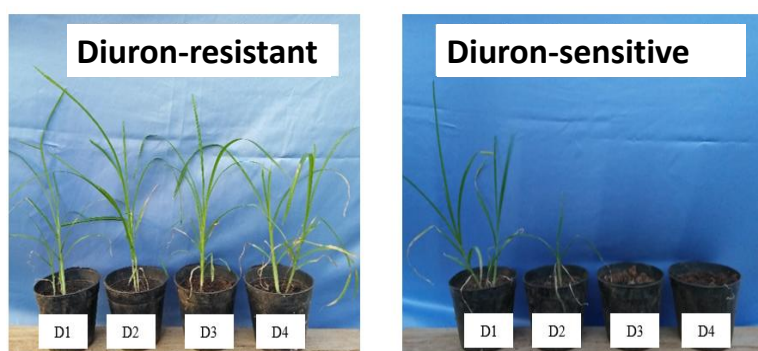 Diuron-resistant
Diuron-sensitive
D1 D2 D3 D4
D1 D2 D3 D4